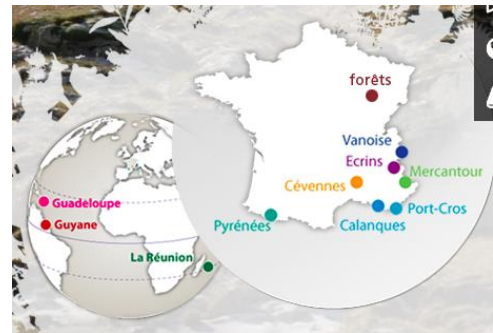 forêts
Vanoise
Ecrins
Mercantour
Cévennes
Port-Cros
Pyrénées
Calanques
Guadeloupe
Guyane
La Réunion